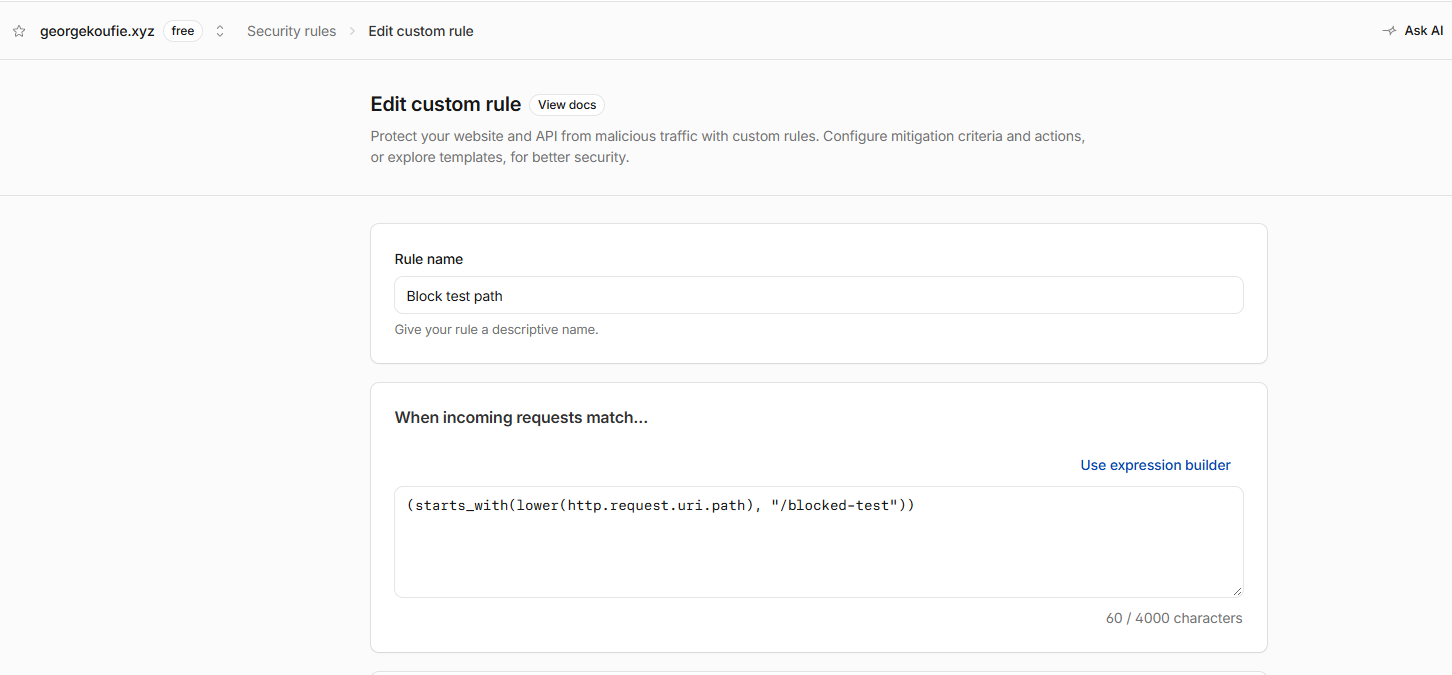 georgekoufie.xyz free Security rules > Edit custom rule Ask AI
Edit custom rule View docs
Protect your website and API from malicious traffic with custom rules. Configure mitigation criteria and actions,
or explore templates, for better security.
Rule name
Block test path
Give your rule a descriptive name.
When incoming requests match...
Use expression builder
(starts_with(lower(http.request.uri.path), "/blocked-test"))
60 / 4000 characters